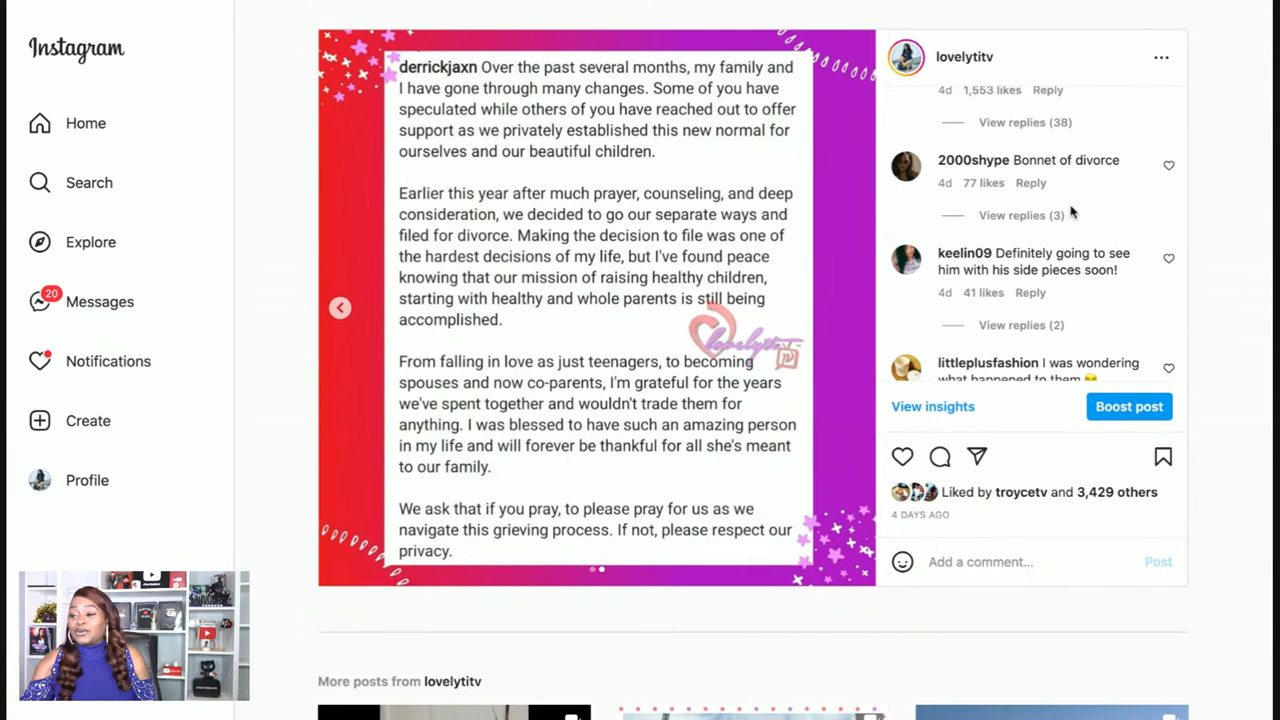 Instagram
Home
Search
Explore
20
Messages
Notifications
Create
Profile
derrickjaxn Over the past several months, my family and
I have gone through many changes. Some of you have
speculated while others of you have reached out to offer
support as we privately established this new normal for
ourselves and our beautiful children.
Earlier this year after much prayer, counseling, and deep
consideration, we decided to go our separate ways and
filed for divorce. Making the decision to file was one of
the hardest decisions of my life, but I've found peace
knowing that our mission of raising healthy children,
starting with healthy and whole parents is still being
accomplished.
lovelytitv
From falling in love as just teenagers, to becoming
spouses and now co-parents, I'm grateful for the years
we've spent together and wouldn't trade them for
anything. I was blessed to have such an amazing person
in my life and will forever be thankful for all she's meant
to our family.
We ask that if you pray, to please pray for us as we
navigate this grieving process. If not, please respect our
privacy.
lovelytitv
4d 1,553 likes Reply
View replies (38)
2000shype Bonnet of divorce
4d 77 likes Reply
View replies (3)
keelin09 Definitely going to see
him with his side pieces soon!
4d 41 likes Reply
View replies (2)
littleplusfashion I was wondering
what happened to them 😂
View insights
Boost post
Liked by troycetv and 3,429 others
4 DAYS AGO
Add a comment...
Post
More posts from lovelytitv